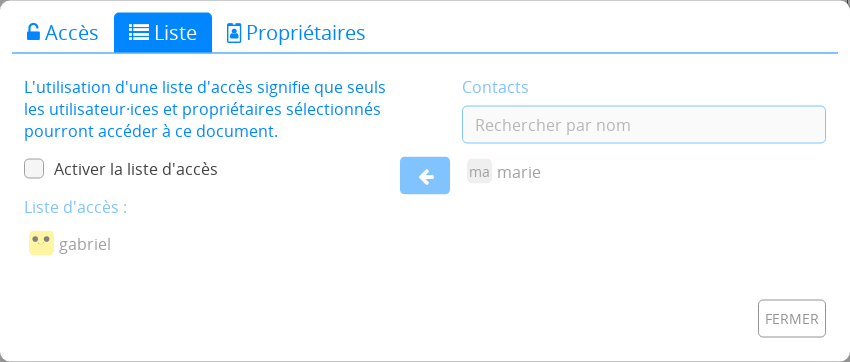 Accès Liste Propriétaires
L'utilisation d'une liste d'accès signifie que seuls
les utilisateur·ices et propriétaires sélectionnés
pourront accéder à ce document.
Activer la liste d'accès
Liste d'accès :
gabriel
Contacts
Rechercher par nom
ma marie
FERMER